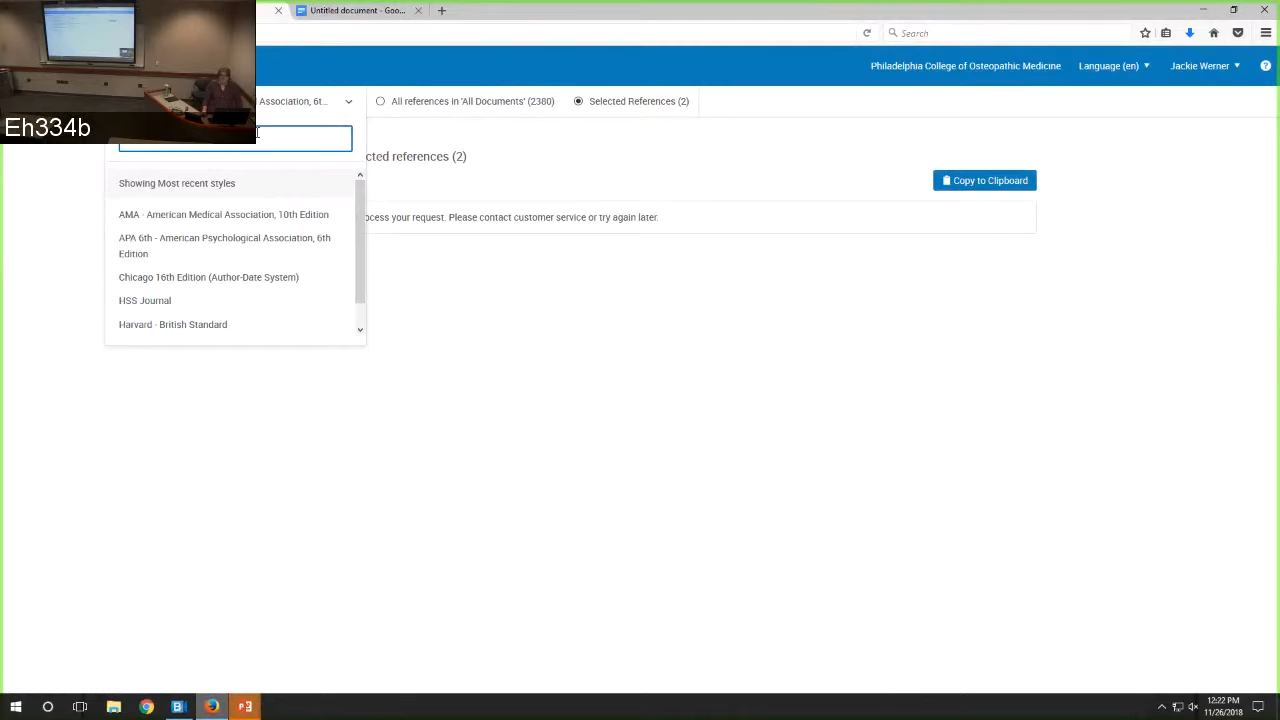 Untitled document - Goo...
Search
Philadelphia College of Osteopathic Medicine
Language (en)
Jackie Werner
Association, 6t...
All references in 'All Documents' (2380)
Selected References (2)
Eh334b
cted references (2)
Copy to Clipboard
Showing Most recent styles
AMA - American Medical Association, 10th Edition
ocess your request. Please contact customer service or try again later.
APA 6th - American Psychological Association, 6th
Edition
Chicago 16th Edition (Author-Date System)
HSS Journal
Harvard - British Standard
12:22 PM
11/26/2018